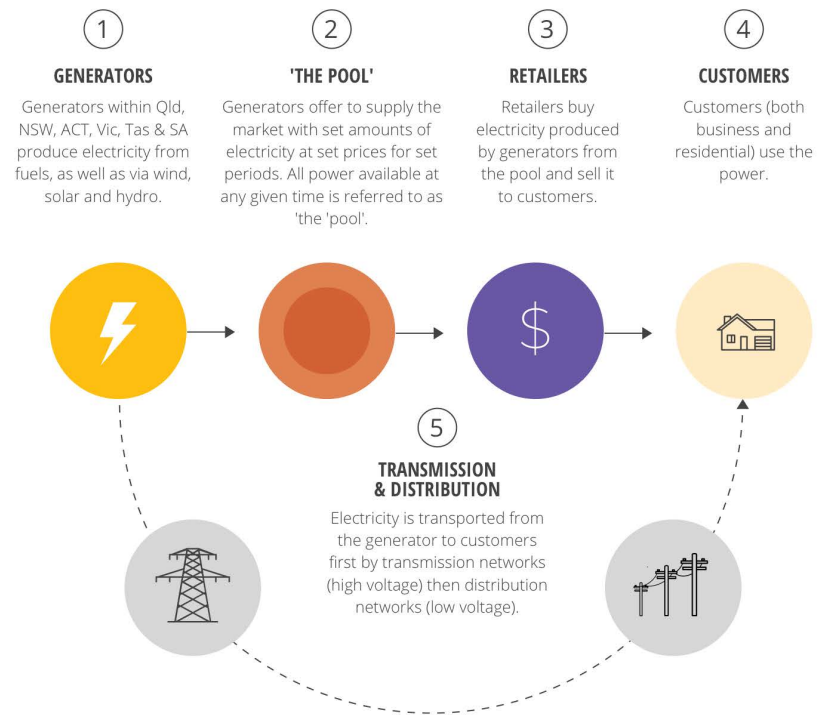 1
GENERATORS
Generators within Qld,
NSW, ACT, Vic, Tas & SA
produce electricity from
fuels, as well as via wind,
solar and hydro.
2
'THE POOL'
Generators offer to supply the
market with set amounts of
electricity at set prices for set
periods. All power available at
any given time is referred to as
'the 'pool'.
3
RETAILERS
Retailers buy
electricity produced
by generators from
the pool and sell it
to customers.
4
CUSTOMERS
Customers (both
business and
residential) use the
power.
$
5
TRANSMISSION
& DISTRIBUTION
Electricity is transported from
the generator to customers
first by transmission networks
(high voltage) then distribution
networks (low voltage).